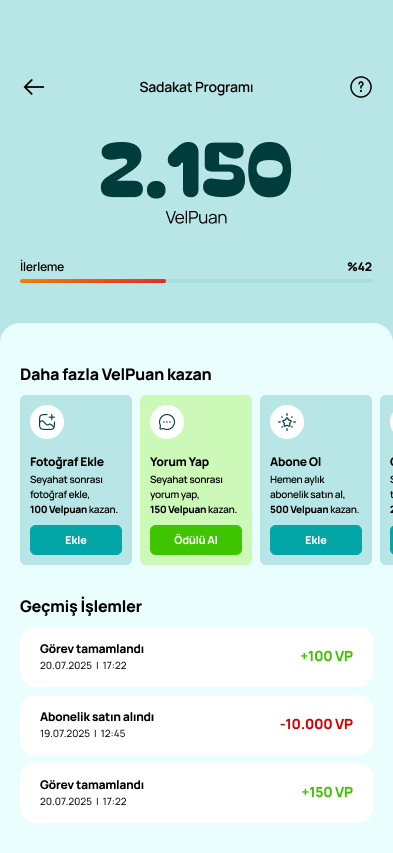 Sadakat Programı
2.150
VelPuan
İlerleme
%42
Daha fazla VelPuan kazan
Fotoğraf Ekle
Seyahat sonrası
fotoğraf ekle,
100 Velpuan kazan.
Ekle
Yorum Yap
Seyahat sonrası
yorum yap,
150 Velpuan kazan.
Ödülü Al
Abone Ol
Hemen aylık
abonelik satın al,
500 Velpuan kazan.
Ekle
Geçmiş İşlemler
Görev tamamlandı
20.07.2025 | 17:22
+100 VP
Abonelik satın alındı
19.07.2025 | 12:45
-10.000 VP
Görev tamamlandı
20.07.2025 | 17:22
+150 VP